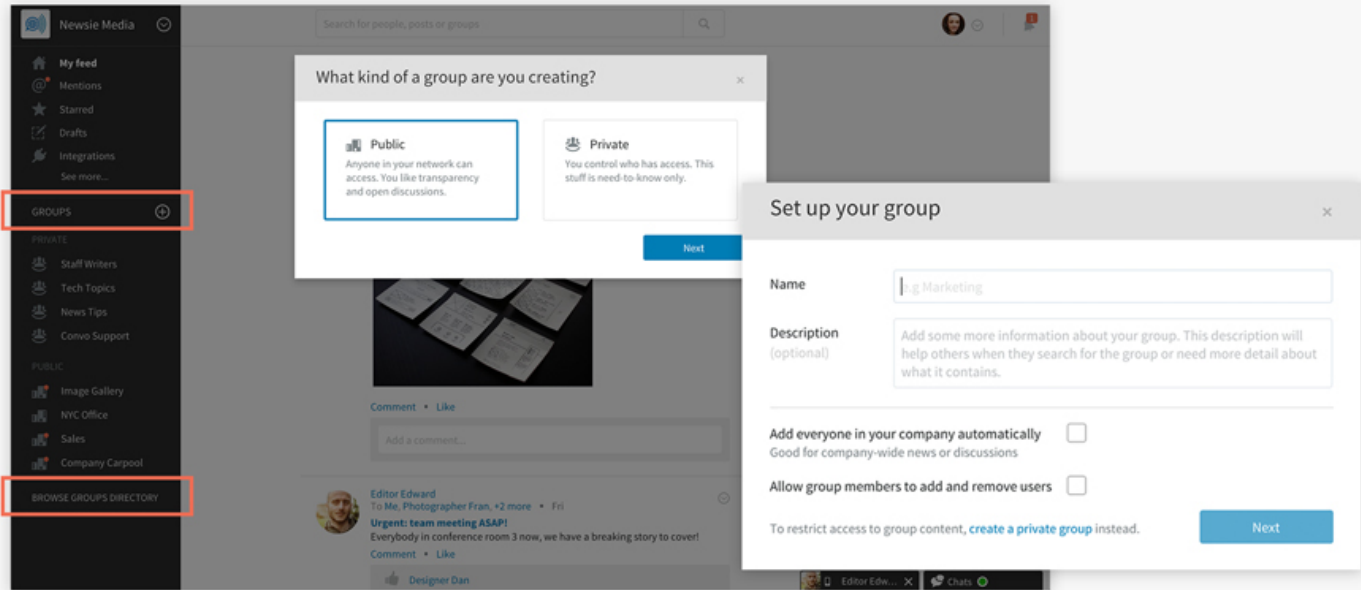 Newsie Media
Search for people, posts or groups
1
My feed
Mentions
Starred
Drafts
Integrations
See more...
GROUPS
PRIVATE
Staff Writers
Tech Topics
News Tips
Convo Support
PUBLIC
Image Gallery
NYC Office
Sales
Company Carpool
BROWSE GROUPS DIRECTORY
What kind of a group are you creating?
Public
Anyone in your network can
access. You like transparency
and open discussions.
Private
You control who has access. This
stuff is need-to-know only.
Next
Comment • Like
Add a comment...
Editor Edward
To Me, Photographer Fran, +2 more • Fri
Urgent: team meeting ASAP!
Everybody in conference room 3 now, we have a breaking story to cover!
Comment • Like
Designer Dan
Set up your group
Name
e.g Marketing
Description
(optional)
Add some more information about your group. This description will
help others when they search for the group or need more detail about
what it contains.
Add everyone in your company automatically
Good for company-wide news or discussions
Allow group members to add and remove users
To restrict access to group content, create a private group instead.
Next
Editor Edw...
Chats